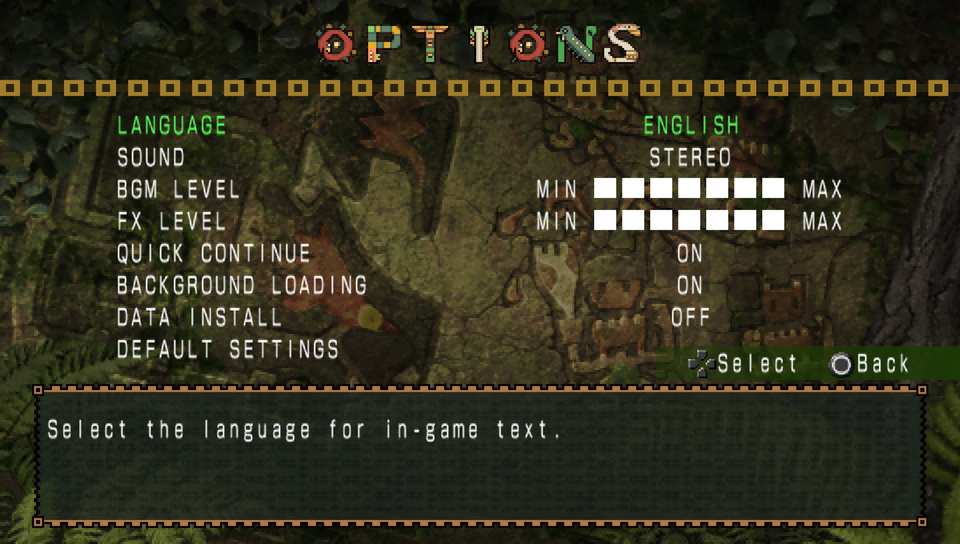 OPTIONS
LANGUAGE ENGLISH
SOUND STEREO
BGM LEVEL MIN MAX
FX LEVEL MIN MAX
QUICK CONTINUE ON
BACKGROUND LOADING ON
DATA INSTALL OFF
DEFAULT SETTINGS
Select Back
Select the language for in-game text.